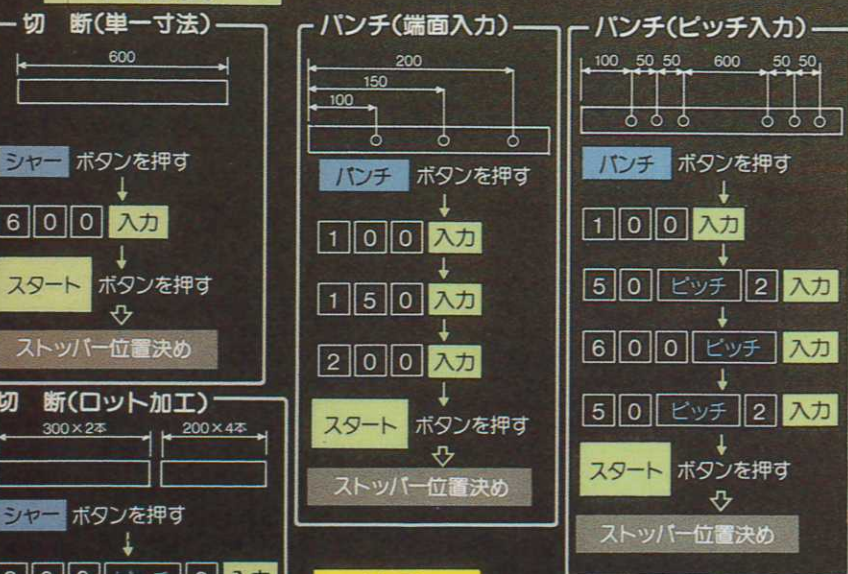 切 断(単一寸法)
600
シャー ボタンを押す
6 0 0 入力
スタート ボタンを押す
ストッパー位置決め
切 断(ロット加工)
300×2本 200×4本
シャー ボタンを押す
入力
パンチ(端面入力)
200
150
100
パンチ ボタンを押す
1 0 0 入力
1 5 0 入力
2 0 0 入力
スタート ボタンを押す
ストッパー位置決め
パンチ(ピッチ入力)
100 50 50 600 50 50
パンチ ボタンを押す
1 0 0 入力
5 0 ピッチ 2 入力
6 0 0 ピッチ 入力
5 0 ピッチ 2 入力
スタート ボタンを押す
ストッパー位置決め